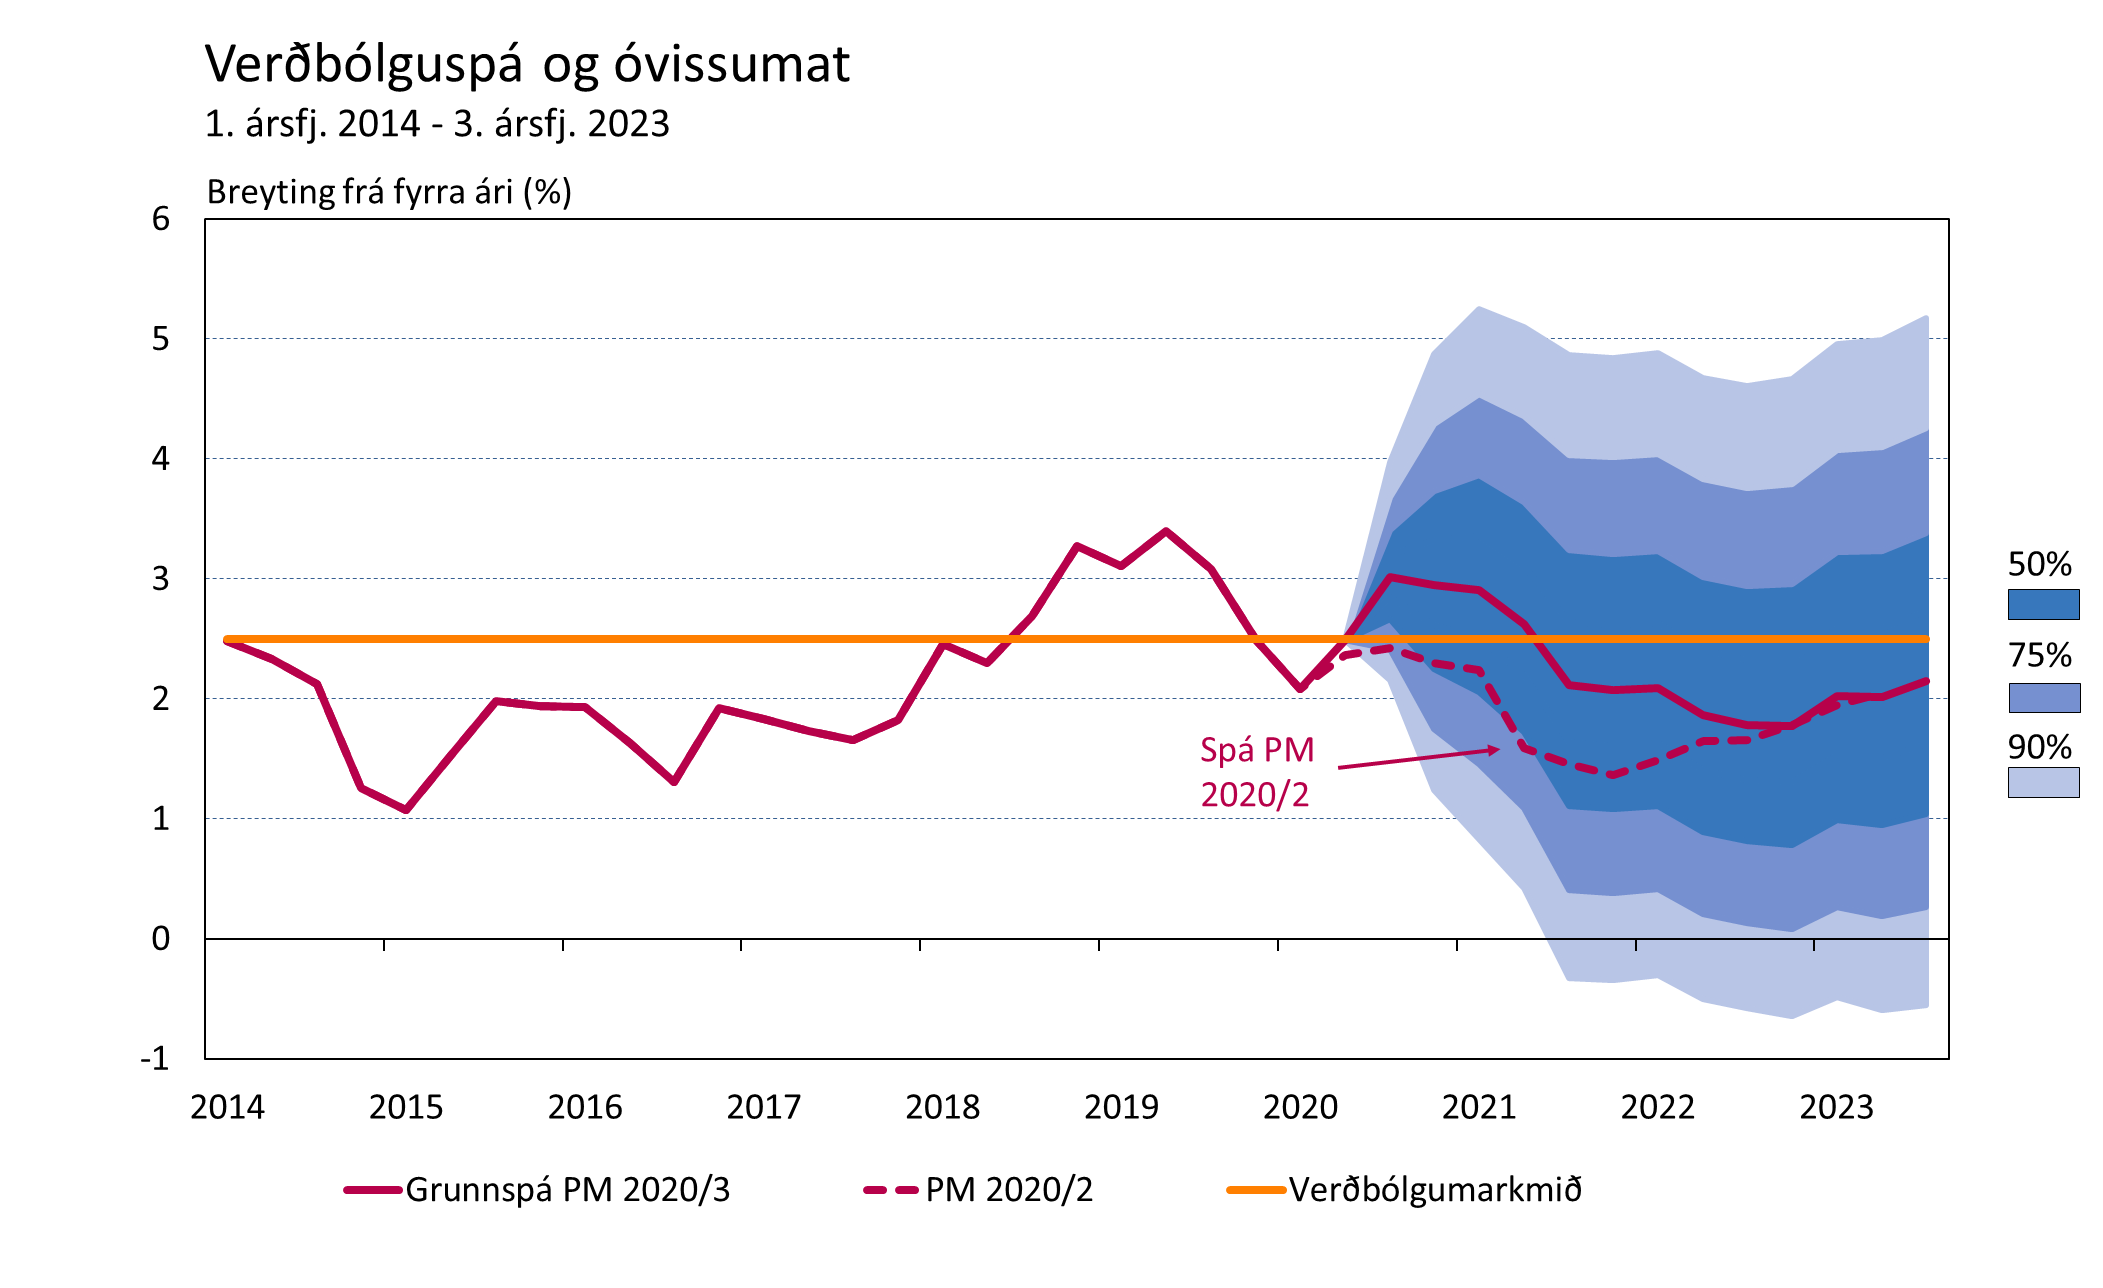 Verðbólguspá og óvissumat
1. ársfj. 2014 - 3. ársfj. 2023
Breyting frá fyrra ári (%)
6
5
4
3
2
1
0
-1
Spá PM
2020/2
50%
75%
90%
2014 2015 2016 2017 2018 2019 2020 2021 2022 2023
Grunnspá PM 2020/3 PM 2020/2 Verðbólgumarkmið